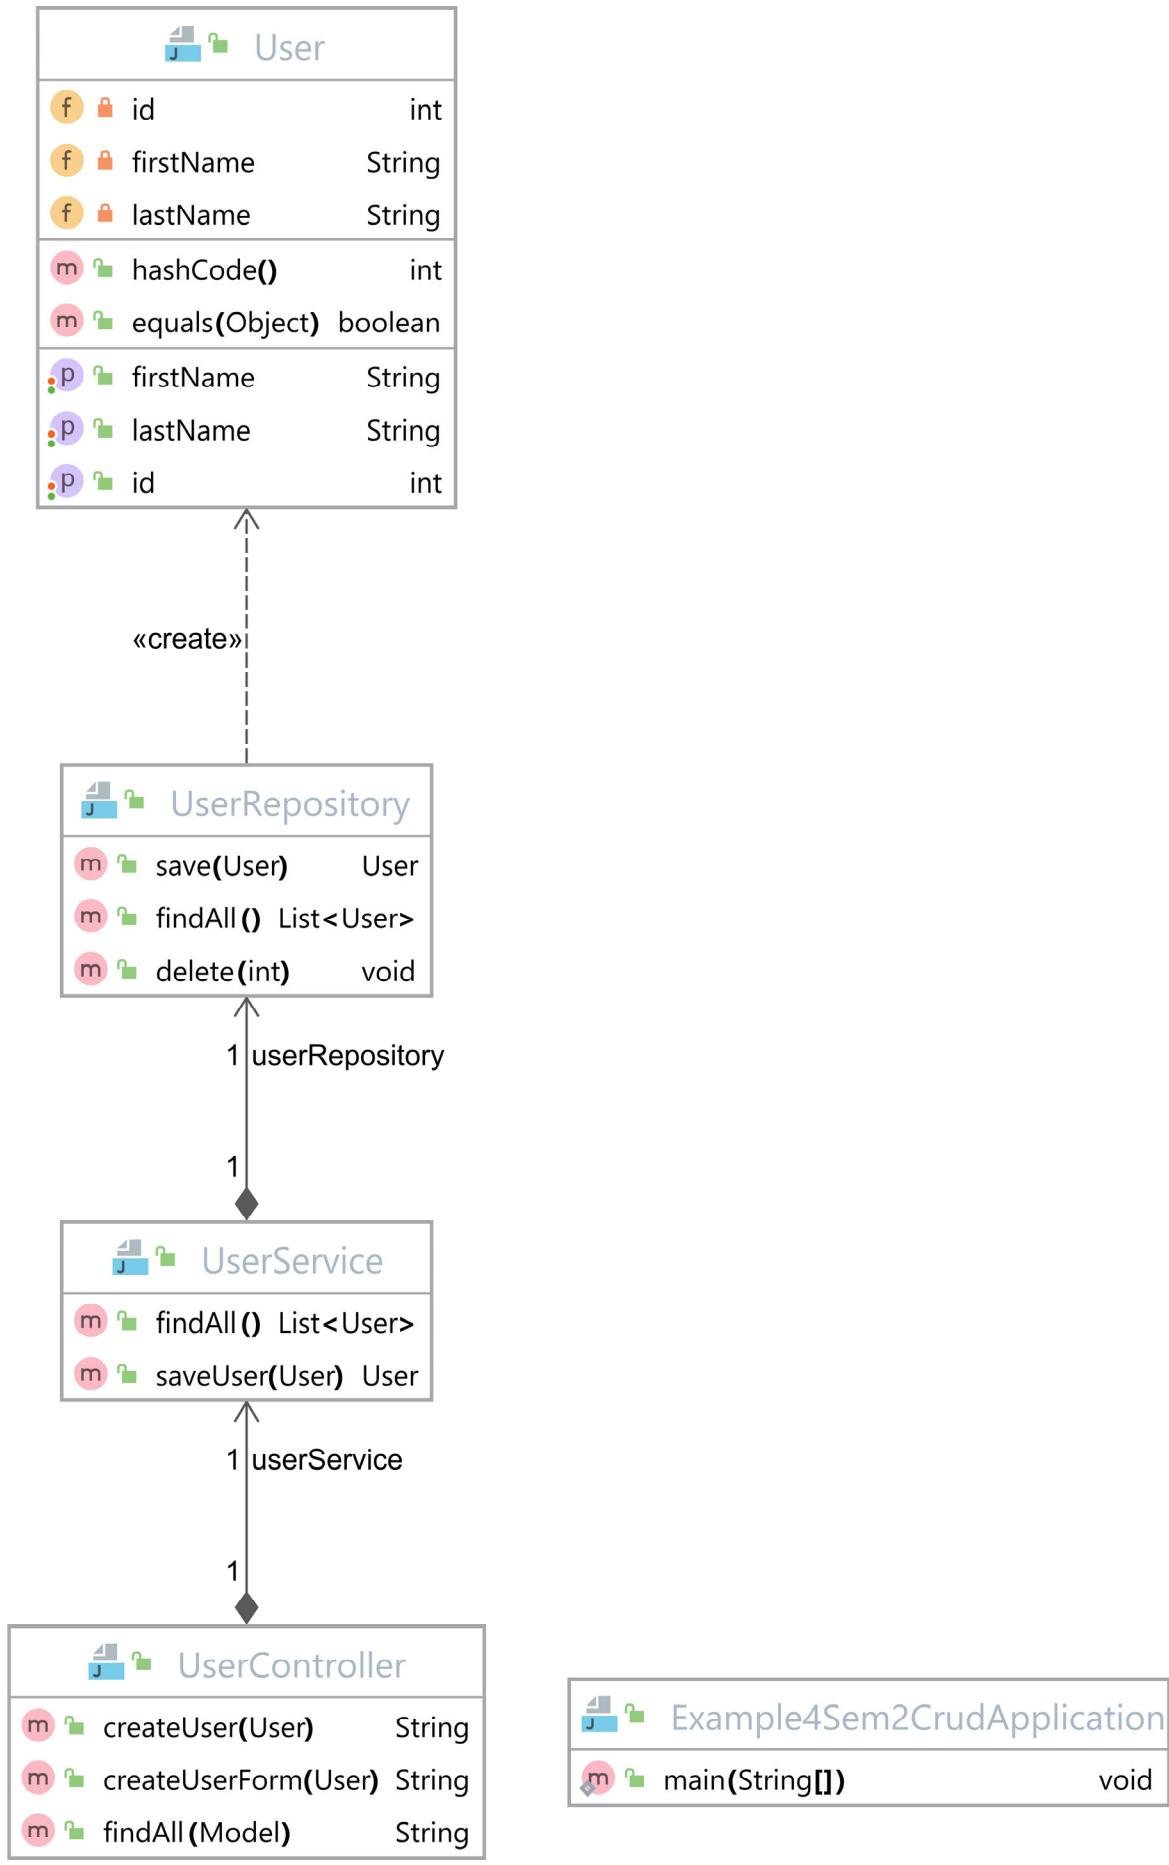 User
f id int
f firstName String
f lastName String
m hashCode() int
m equals(Object) boolean
p firstName String
p lastName String
p id int
«create»
J UserRepository
m save(User) User
m findAll() List<User>
m delete(int) void
1 userRepository
1
J UserService
m findAll() List<User>
m saveUser(User) User
1 userService
1
J UserController
m createUser(User) String
m createUserForm(User) String
m findAll(Model) String
J Example4Sem2CrudApplication
m main(String[]) void